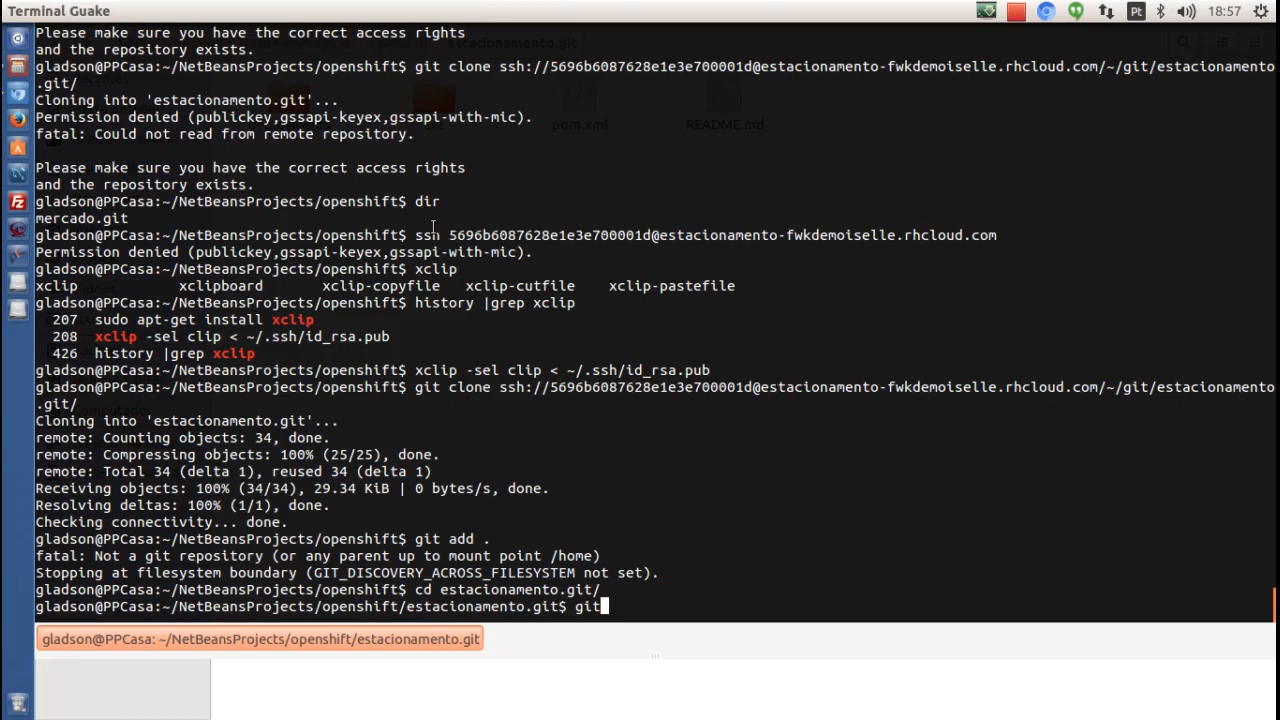 Terminal Guake
Pt
18:57
Please make sure you have the correct access rights
and the repository exists.
estacionamento.git
gladson@PPCasa:~/NetBeansProjects/openshift$ git clone ssh://5696b6087628e1e3e700001d@estacionamento-fwkdemoiselle.rhcloud.com/~/git/estacionamento
.git/
Cloning into 'estacionamento.git'...
Permission denied (publickey,gssapi-keyex,gssapi-with-mic).
pom.xml
README.md
fatal: Could not read from remote repository.
Please make sure you have the correct access rights
and the repository exists.
gladson@PPCasa:~/NetBeansProjects/openshift$ dir
mercado.git
gladson@PPCasa:~/NetBeansProjects/openshift$ ssh 5696b6087628e1e3e700001d@estacionamento-fwkdemoiselle.rhcloud.com
Permission denied (publickey,gssapi-keyex,gssapi-with-mic).
gladson@PPCasa:~/NetBeansProjects/openshift$ xclip
xclip xclipboard xclip-copyfile xclip-cutfile xclip-pastefile
gladson@PPCasa:~/NetBeansProjects/openshift$ history |grep xclip
207 sudo apt-get install xclip
208 xclip -sel clip < ~/.ssh/id_rsa.pub
426 history |grep xclip
gladson@PPCasa:~/NetBeansProjects/openshift$ xclip -sel clip < ~/.ssh/id_rsa.pub
gladson@PPCasa:~/NetBeansProjects/openshift$ git clone ssh://5696b6087628e1e3e700001d@estacionamento-fwkdemoiselle.rhcloud.com/~/git/estacionamento
.git/
Cloning into 'estacionamento.git'...
remote: Counting objects: 34, done.
remote: Compressing objects: 100% (25/25), done.
remote: Total 34 (delta 1), reused 34 (delta 1)
Receiving objects: 100% (34/34), 29.34 KiB | 0 bytes/s, done.
Resolving deltas: 100% (1/1), done.
Checking connectivity... done.
gladson@PPCasa:~/NetBeansProjects/openshift$ git add .
fatal: Not a git repository (or any parent up to mount point /home)
Stopping at filesystem boundary (GIT_DISCOVERY_ACROSS_FILESYSTEM not set).
gladson@PPCasa:~/NetBeansProjects/openshift$ cd estacionamento.git/
gladson@PPCasa:~/NetBeansProjects/openshift/estacionamento.git$ git
gladson@PPCasa: ~/NetBeansProjects/openshift/estacionamento.git